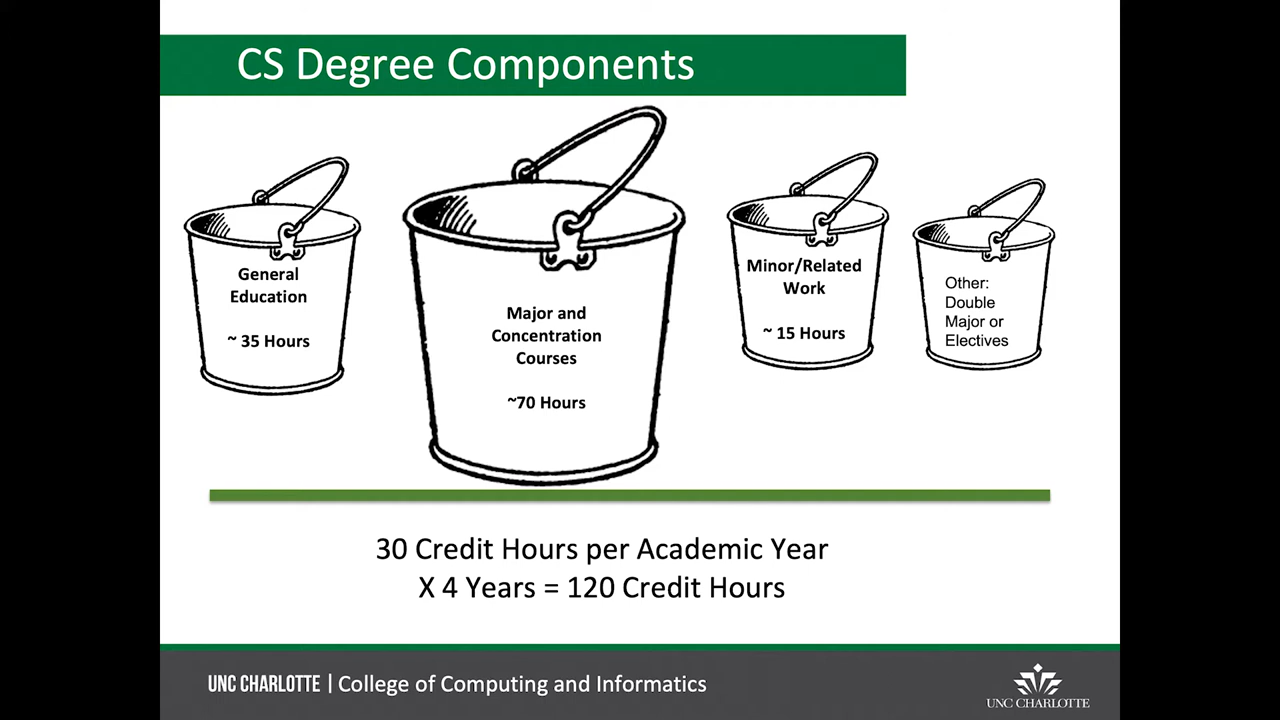 CS Degree Components
General
Education
~ 35 Hours
Major and
Concentration
Courses
~70 Hours
Minor/Related
Work
~ 15 Hours
Other:
Double
Major or
Electives
30 Credit Hours per Academic Year
X 4 Years = 120 Credit Hours
UNC CHARLOTTE | College of Computing and Informatics
UNC CHARLOTTE